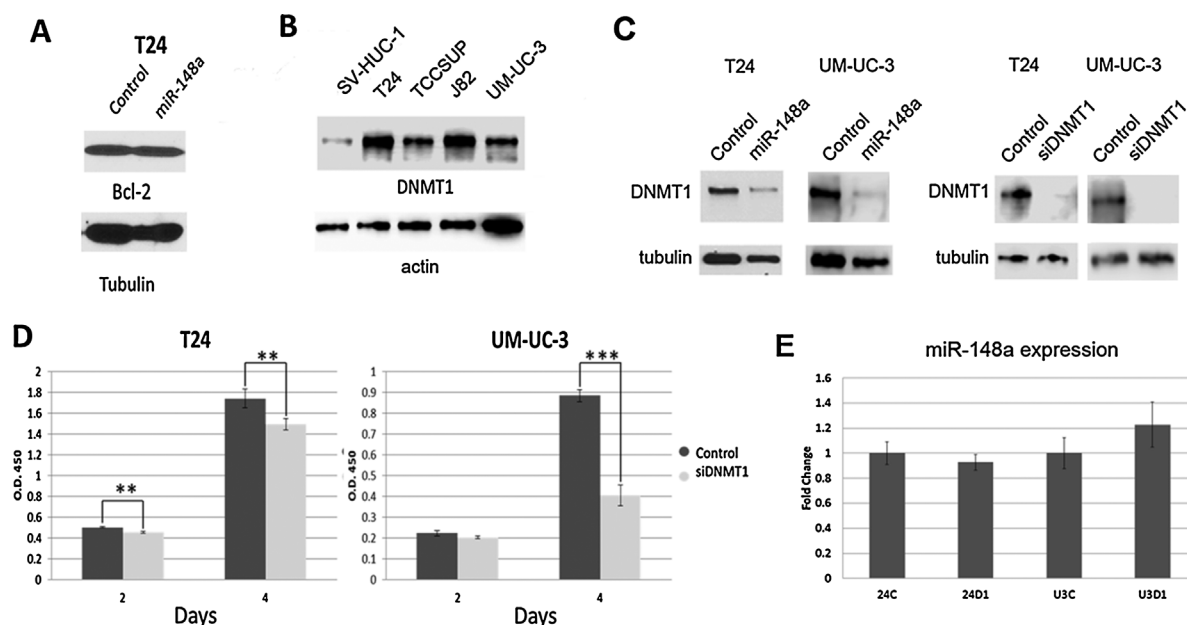 A
T24
Control
miR-148a
Bcl-2
Tubulin
B
SV-HUC-1
T24
TCCSUP
J82
UM-UC-3
DNMT1
actin
C
T24
UM-UC-3
T24
UM-UC-3
Control
miR-148a
Control
miR-148a
Control
siDNMT1
Control
siDNMT1
DNMT1
DNMT1
tubulin
tubulin
D
T24
**
**
O.D. 450
2
1.8
1.6
1.4
1.2
1
0.8
0.6
0.4
0.2
0
2
4
Days
UM-UC-3
***
O.D. 450
1
0.9
0.8
0.7
0.6
0.5
0.4
0.3
0.2
0.1
0
2
4
Days
Control
siDNMT1
E
miR-148a expression
Fold Change
1.6
1.4
1.2
1
0.8
0.6
0.4
0.2
0
24C
24D1
U3C
U3D1